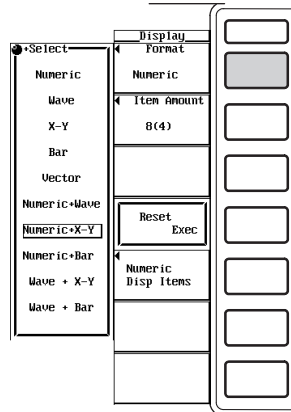 Display
Select
Format
Numeric
Numeric
Wave
Item Amount
X-Y
8(4)
Bar
Vector
Numeric+Wave
Reset
Exec
Numeric+X-Y
Numeric+Bar
Numeric
Disp Items
Wave + X-Y
Wave + Bar